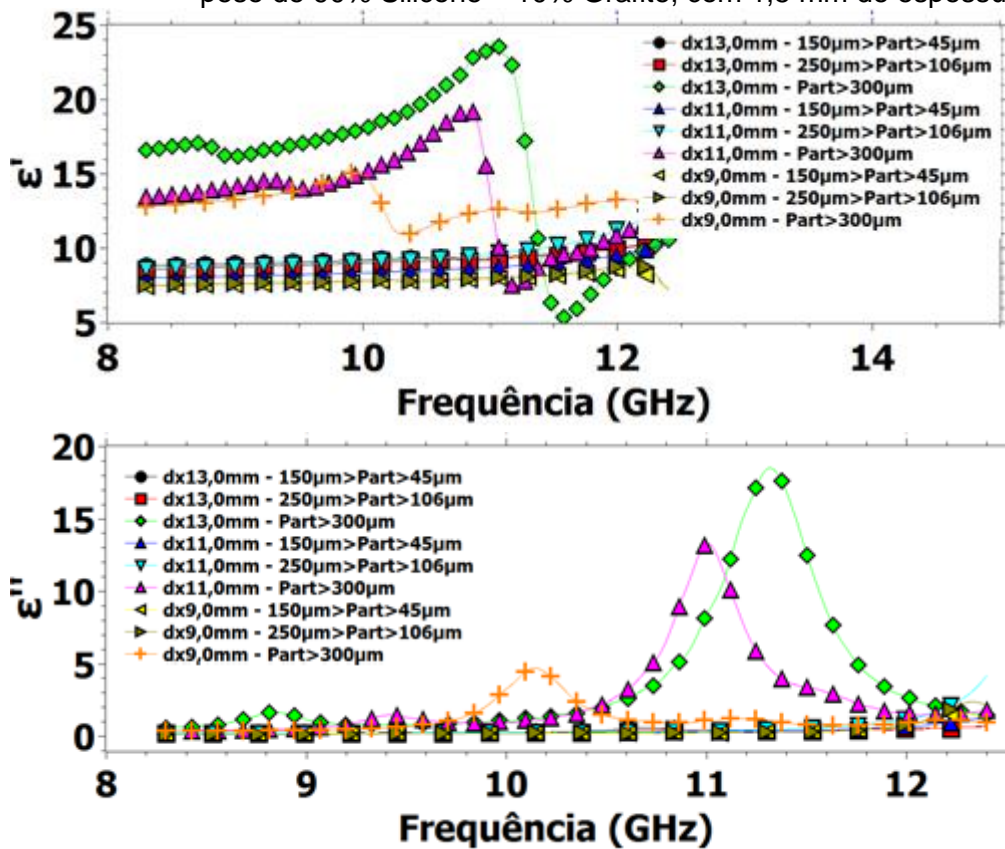 25
20
15
10
5
ε'
8
10
12
14
Frequência (GHz)
dx13,0mm - 150µm>Part>45µm
dx13,0mm - 250µm>Part>106µm
dx13,0mm - Part>300µm
dx11,0mm - 150µm>Part>45µm
dx11,0mm - 250µm>Part>106µm
dx11,0mm - Part>300µm
dx9,0mm - 150µm>Part>45µm
dx9,0mm - 250µm>Part>106µm
dx9,0mm - Part>300µm
20
15
10
5
0
ε''
dx13,0mm - 150µm>Part>45µm
dx13,0mm - 250µm>Part>106µm
dx13,0mm - Part>300µm
dx11,0mm - 150µm>Part>45µm
dx11,0mm - 250µm>Part>106µm
dx11,0mm - Part>300µm
dx9,0mm - 150µm>Part>45µm
dx9,0mm - 250µm>Part>106µm
dx9,0mm - Part>300µm
8
9
10
11
12
Frequência (GHz)